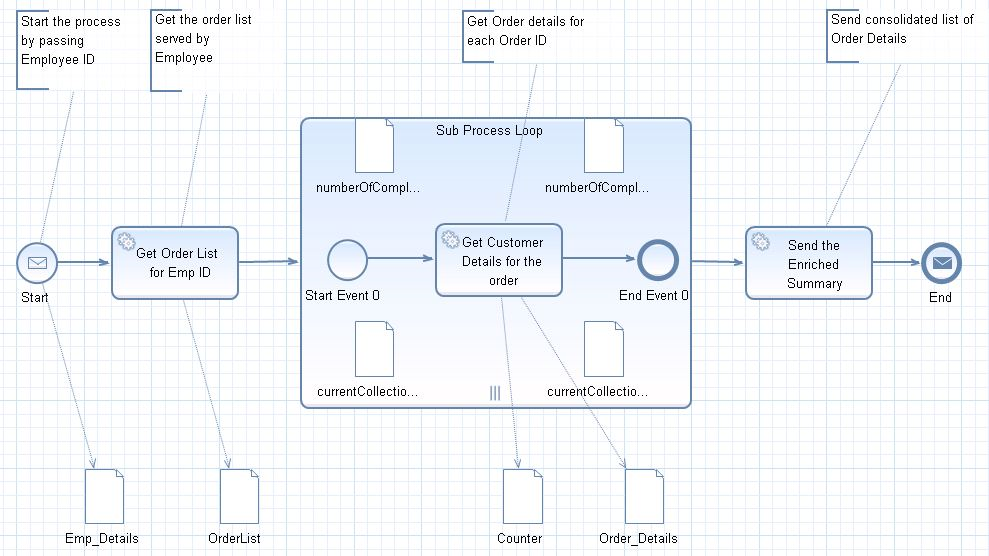 Start the process
by passing
Employee ID
Get the order list
served by
Employee
Get Order details for
each Order ID
Send consolidated list of
Order Details
Sub Process Loop
numberOfCompl...
numberOfCompl...
Start
Get Order List
for Emp ID
Start Event 0
Get Customer
Details for the
order
End Event 0
Send the
Enriched
Summary
End
currentCollectio...
currentCollectio...
Emp_Details
OrderList
Counter
Order_Details